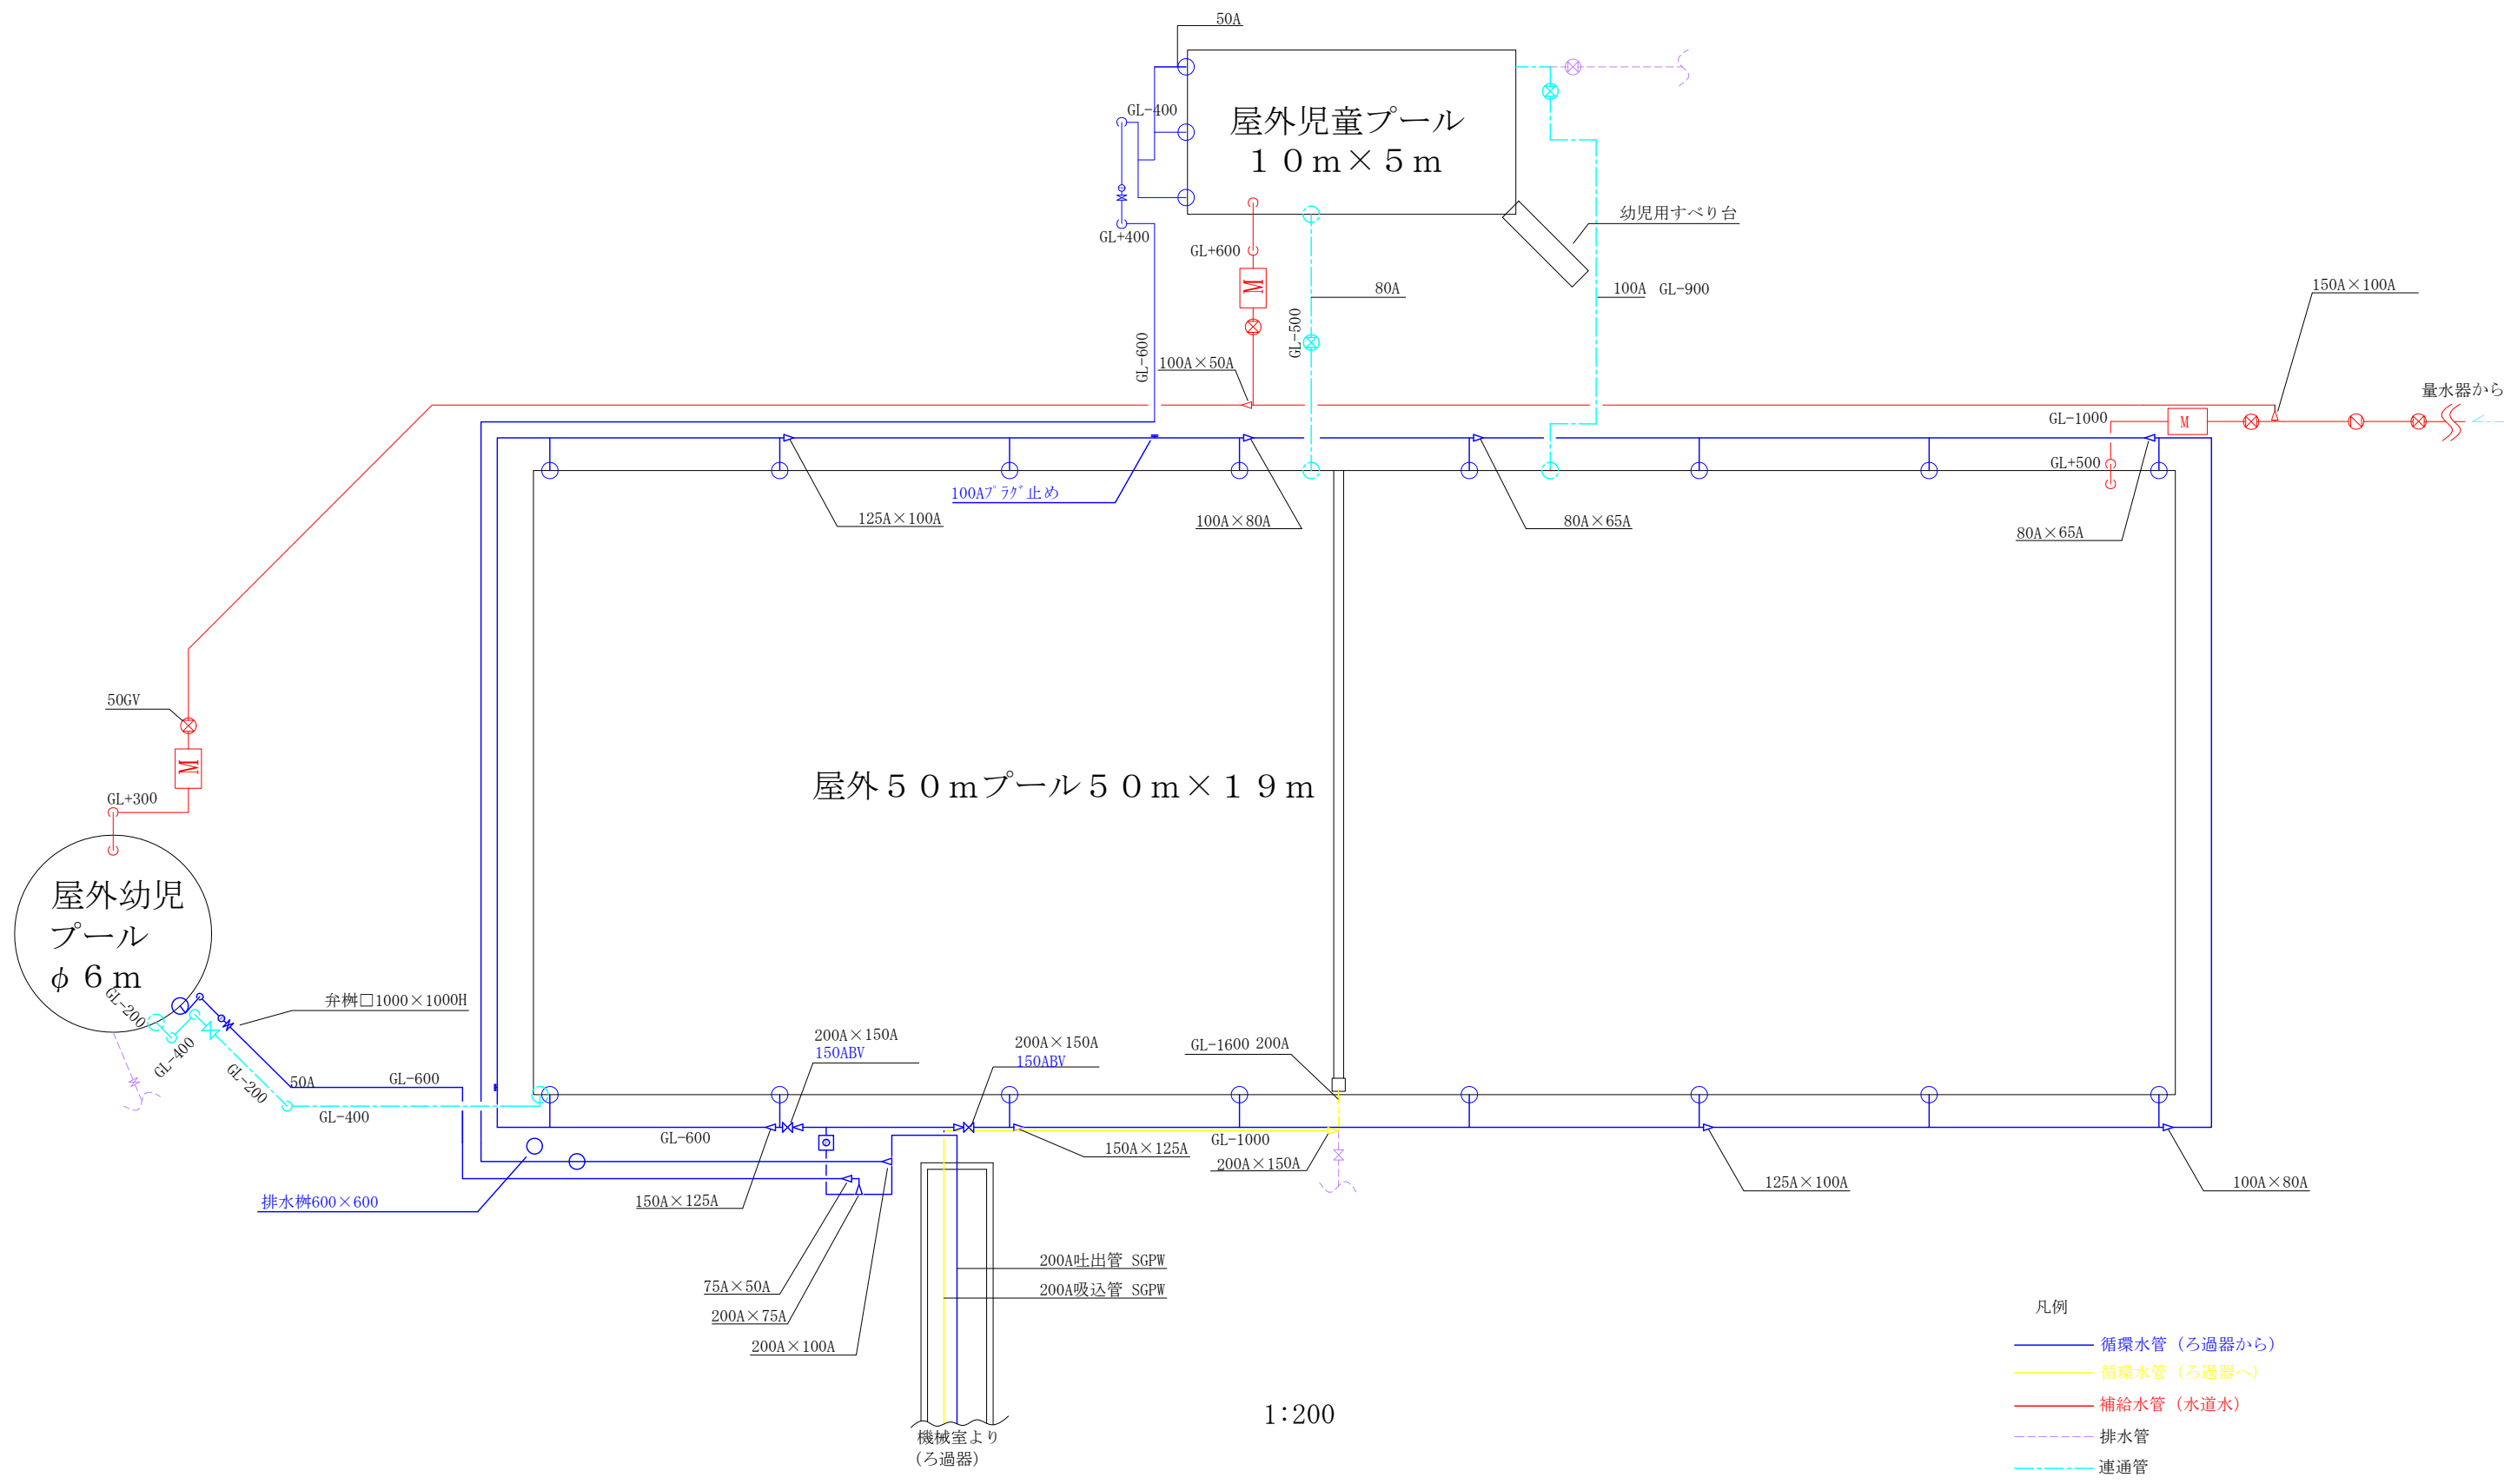 50A
GL-400
屋外児童プール
１０ｍ×５ｍ
幼児用すべり台
GL+400
GL+600
80A
100A GL-900
150A×100A
GL-500
GL-600
100A×50A
量水器から
GL-1000
M
M
GL+500
100Aﾌﾟﾗｸﾞ止め
125A×100A
100A×80A
80A×65A
80A×65A
50GV
M
GL+300
屋外５０ｍプール５０ｍ×１９ｍ
屋外幼児
プール
φ６ｍ
GL-200
弁桝□1000×1000H
GL-400
GL-200
50A
GL-600
GL-400
200A×150A
150ABV
200A×150A
150ABV
GL-1600 200A
GL-600
150A×125A
GL-1000
200A×150A
125A×100A
100A×80A
排水桝600×600
150A×125A
75A×50A
200A×75A
200A×100A
200A吐出管 SGPW
200A吸込管 SGPW
機械室より
（ろ過器）
1:200
凡例
循環水管（ろ過器から）
循環水管（ろ過器へ）
補給水管（水道水）
排水管
連通管